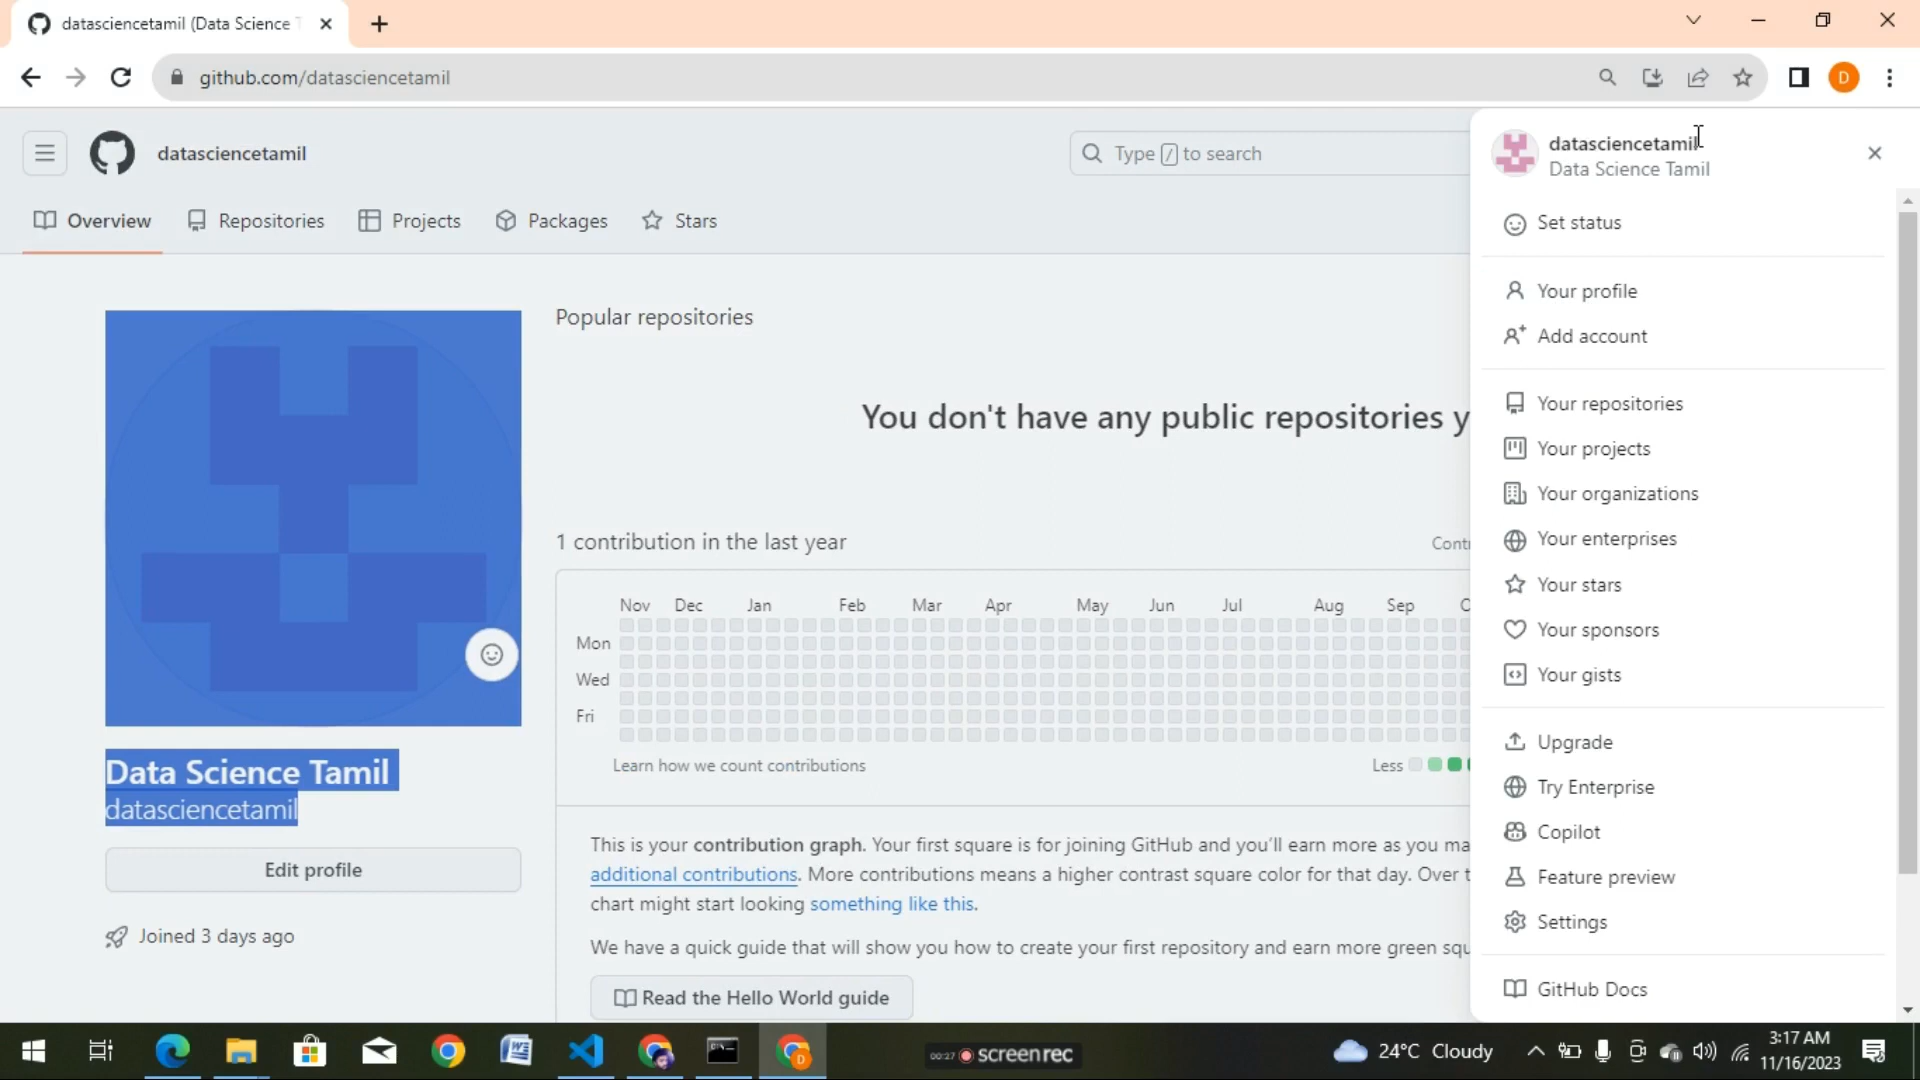 datasciencetamil (Data Science T
github.com/datasciencetamil
D
datasciencetamil
Type / to search
Overview
Repositories
Projects
Packages
Stars
Popular repositories
You don't have any public repositories y
1 contribution in the last year
Contr
Nov Dec Jan Feb Mar Apr May Jun Jul Aug Sep O
Mon
Wed
Fri
Learn how we count contributions
Less
This is your contribution graph. Your first square is for joining GitHub and you'll earn more as you ma
additional contributions. More contributions means a higher contrast square color for that day. Over t
chart might start looking something like this.
We have a quick guide that will show you how to create your first repository and earn more green squ
Read the Hello World guide
Data Science Tamil
datasciencetamil
Edit profile
Joined 3 days ago
datasciencetamil
Data Science Tamil
Set status
Your profile
Add account
Your repositories
Your projects
Your organizations
Your enterprises
Your stars
Your sponsors
Your gists
Upgrade
Try Enterprise
Copilot
Feature preview
Settings
GitHub Docs
00:27 screenrec
24°C Cloudy
3:17 AM
11/16/2023